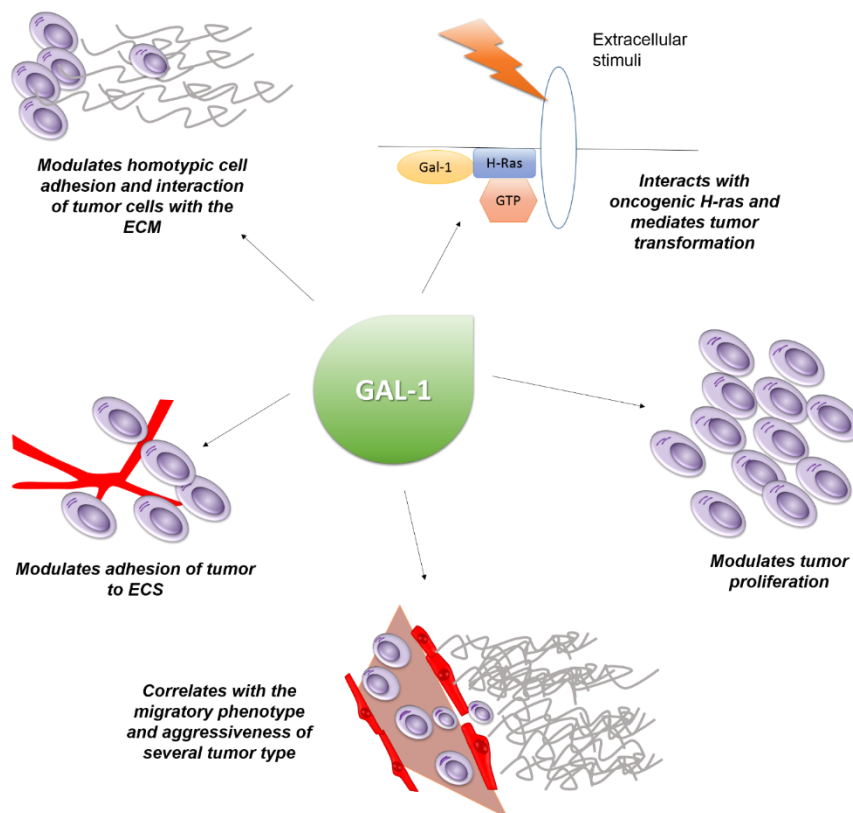 Extracellular
stimuli
Gal-1
H-Ras
GTP
Modulates homotypic cell
adhesion and interaction
of tumor cells with the
ECM
Interacts with
oncogenic H-ras and
mediates tumor
transformation
GAL-1
Modulates adhesion of tumor
to ECS
Modulates tumor
proliferation
Correlates with the
migratory phenotype
and aggressiveness of
several tumor type